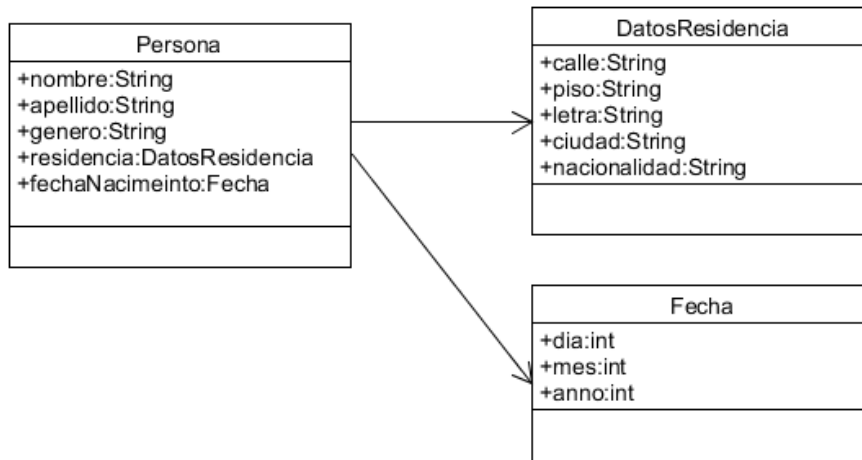 Persona
+nombre:String
+apellido:String
+genero:String
+residencia:DatosResidencia
+fechaNacimeinto:Fecha
DatosResidencia
+calle:String
+piso:String
+letra:String
+ciudad:String
+nacionalidad:String
Fecha
+dia:int
+mes:int
+anno:int